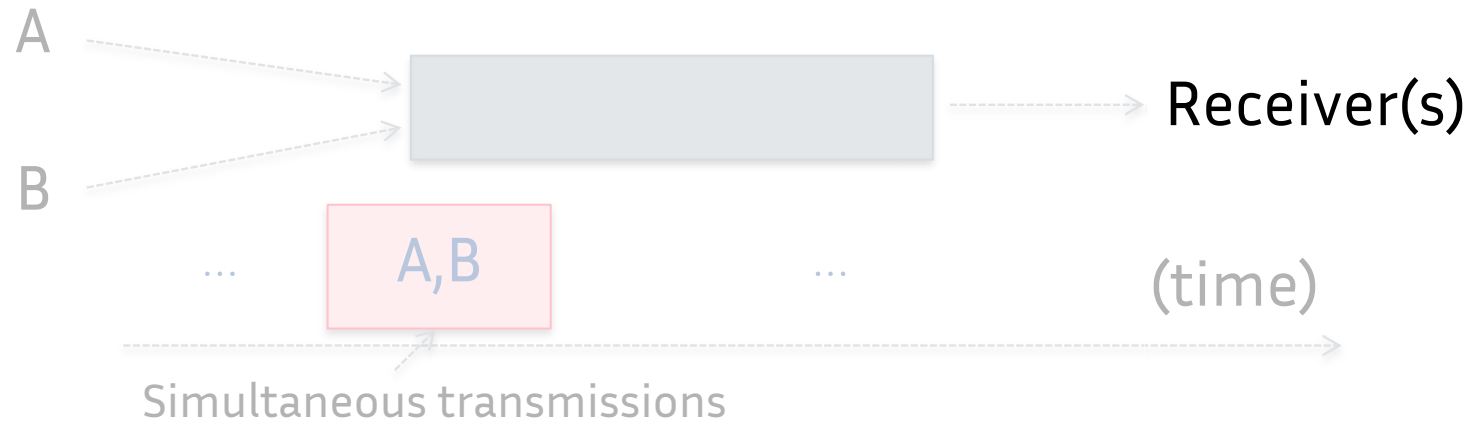 A
Receiver(s)
B
... A,B ... (time)
Simultaneous transmissions